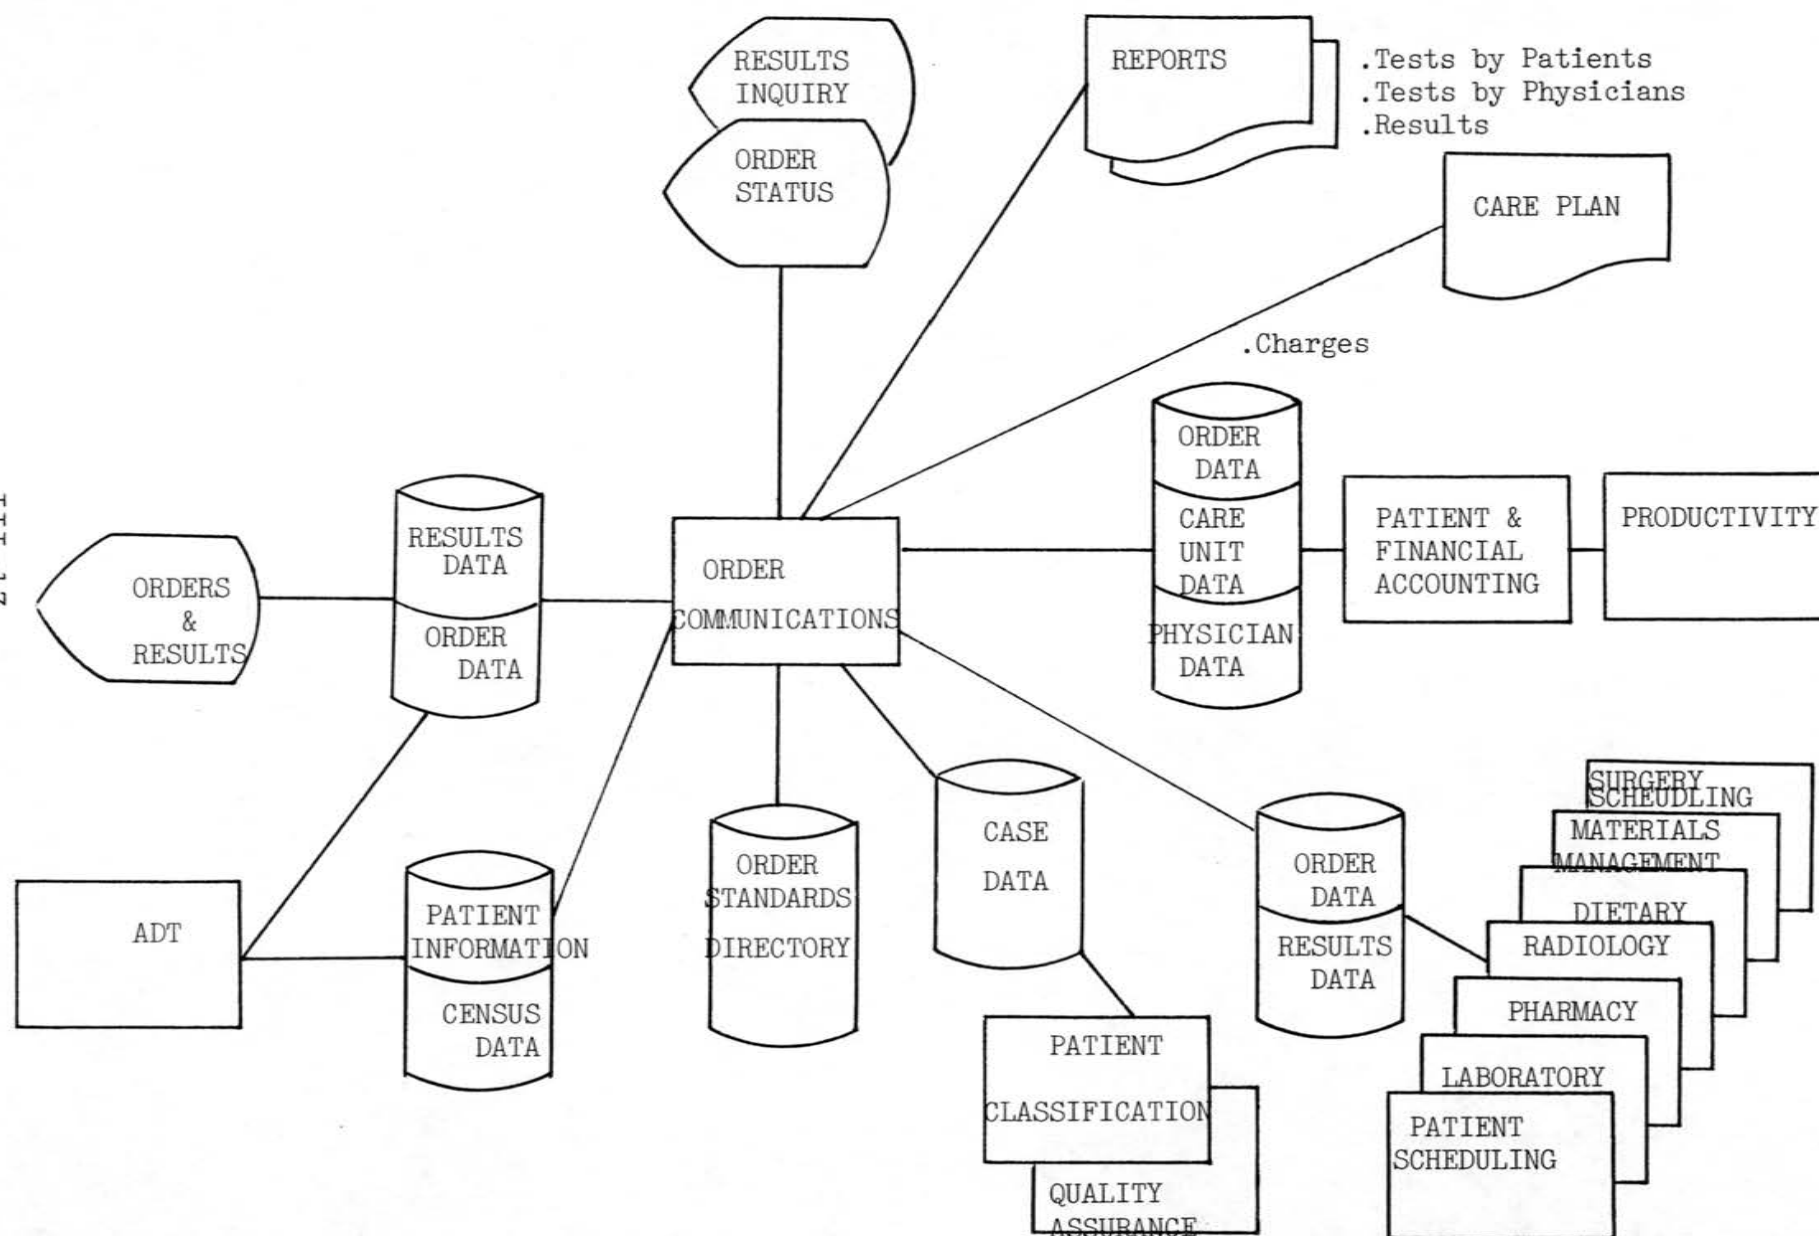 RESULTS
INQUIRY
ORDER
STATUS
REPORTS
.Tests by Patients
.Tests by Physicians
.Results
CARE PLAN
.Charges
ORDER
DATA
CARE
UNIT
DATA
PHYSICIAN
DATA
PATIENT &
FINANCIAL
ACCOUNTING
PRODUCTIVITY
ORDERS
&
RESULTS
RESULTS
DATA
ORDER
DATA
ORDER
COMMUNICATIONS
ADT
PATIENT
INFORMATION
CENSUS
DATA
ORDER
STANDARDS
DIRECTORY
CASE
DATA
PATIENT
CLASSIFICATION
QUALITY
ASSURANCE
ORDER
DATA
RESULTS
DATA
SURGERY
SCHEUDLING
MATERIALS
MANAGEMENT
DIETARY
RADIOLOGY
PHARMACY
LABORATORY
PATIENT
SCHEDULING